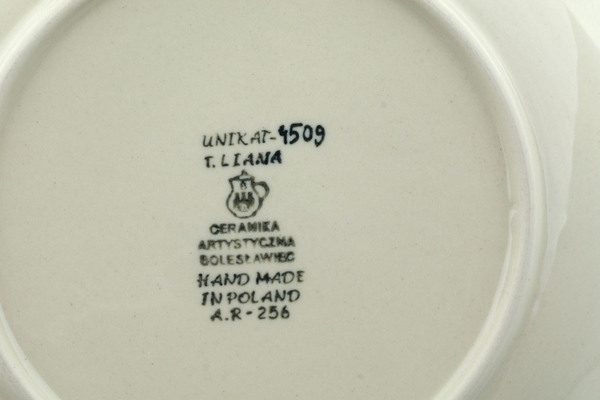 UNIKAT-4509
T. LIANA
CERAMIKA
ARTYSTYCZNA
BOLESŁAWIEC
HAND MADE
IN POLAND
A.R-256